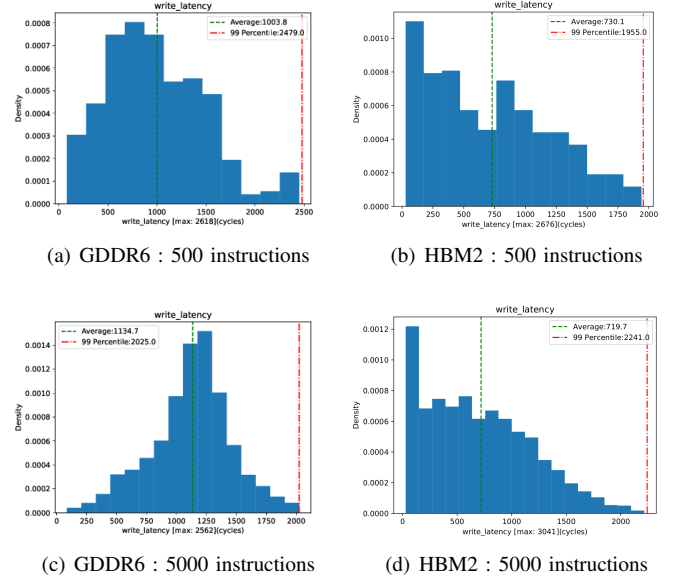 write_latency
Average:1003.8
99 Percentile:2479.0
0.0008
0.0007
0.0006
0.0005
0.0004
0.0003
0.0002
0.0001
0.0000
Density
0 500 1000 1500 2000 2500
write_latency [max: 2618](cycles)
(a) GDDR6 : 500 instructions
write_latency
Average:730.1
99 Percentile:1955.0
0.0010
0.0008
0.0006
0.0004
0.0002
0.0000
Density
0 250 500 750 1000 1250 1500 1750 2000
write_latency [max: 2676](cycles)
(b) HBM2 : 500 instructions
write_latency
Average:1134.7
99 Percentile:2025.0
0.0014
0.0012
0.0010
0.0008
0.0006
0.0004
0.0002
0.0000
Density
0 250 500 750 1000 1250 1500 1750 2000
write_latency [max: 2562](cycles)
(c) GDDR6 : 5000 instructions
write_latency
Average:719.7
99 Percentile:2241.0
0.0012
0.0010
0.0008
0.0006
0.0004
0.0002
0.0000
Density
0 500 1000 1500 2000
write_latency [max: 3041](cycles)
(d) HBM2 : 5000 instructions